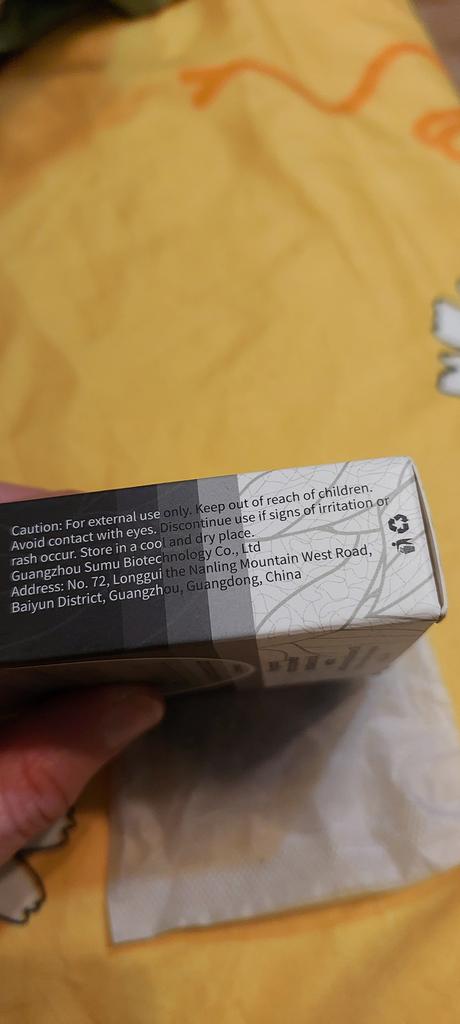 Caution: For external use only. Keep out of reach of children.
Avoid contact with eyes. Discontinue use if signs of irritation or
rash occur. Store in a cool and dry place.
Guangzhou Sumu Biotechnology Co., Ltd
Address: No. 72, Longgui the Nanling Mountain West Road,
Baiyun District, Guangzhou, Guangdong, China